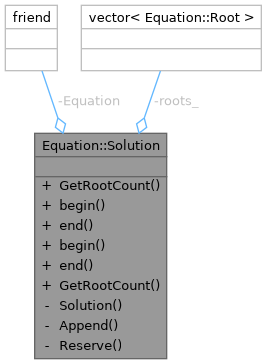 friend
vector< Equation::Root >
-Equation
-roots_
Equation::Solution
+ GetRootCount()
+ begin()
+ end()
+ begin()
+ end()
+ GetRootCount()
- Solution()
- Append()
- Reserve()